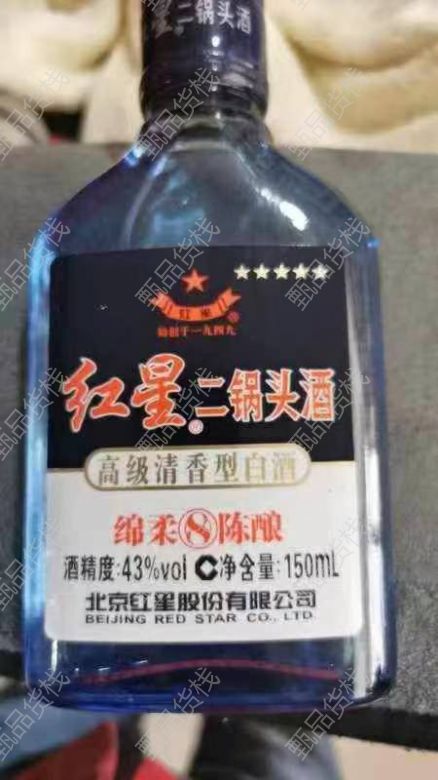 星二锅头酒
红星
始创于一九四九
红星二锅头酒
高级清香型白酒
绵柔8陈酿
酒精度:43%vol C净含量:150mL
北京红星股份有限公司
BEIJING RED STAR CO., LTD.
甄品货栈